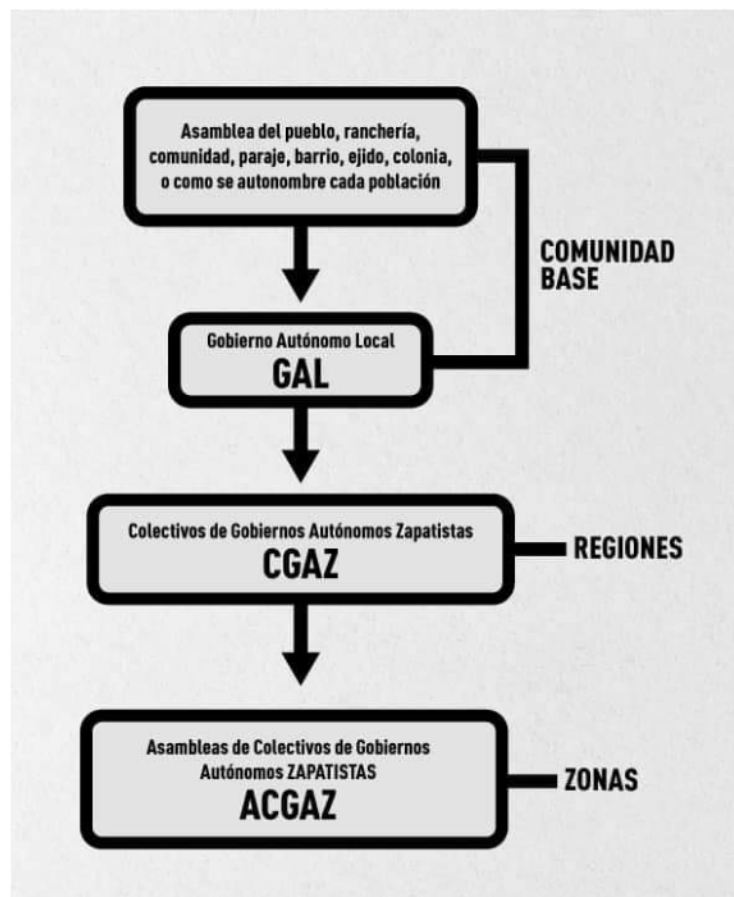 Asamblea del pueblo, ranchería,
comunidad, paraje, barrio, ejido, colonia,
o como se autonombre cada población
COMUNIDAD
BASE
Gobierno Autónomo Local
GAL
Colectivos de Gobiernos Autónomos Zapatistas
CGAZ
REGIONES
Asambleas de Colectivos de Gobiernos
Autónomos ZAPATISTAS
ACGAZ
ZONAS